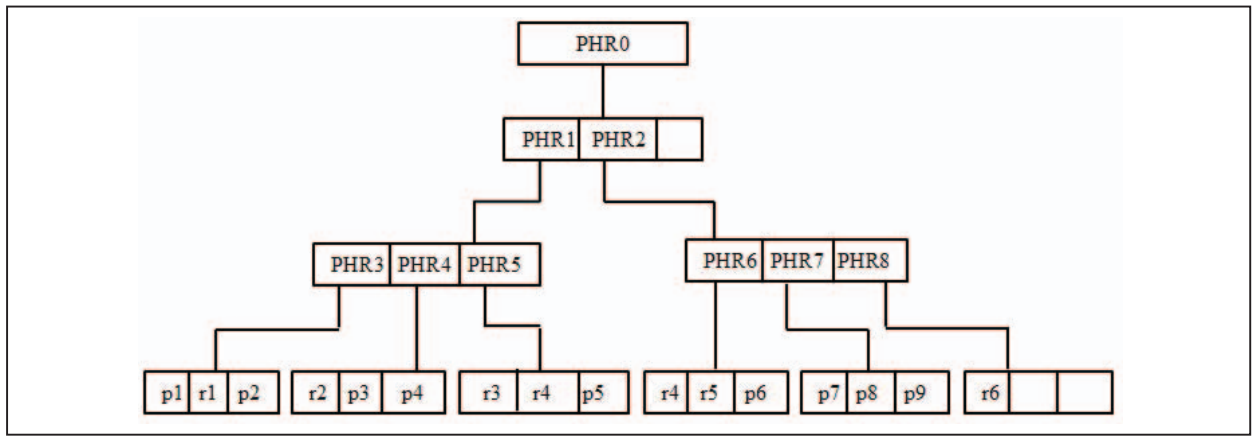 PHR0
PHR1 PHR2
PHR3 PHR4 PHR5 PHR6 PHR7 PHR8
p1 r1 p2 r2 p3 p4 r3 r4 p5 r4 r5 p6 p7 p8 p9 r6